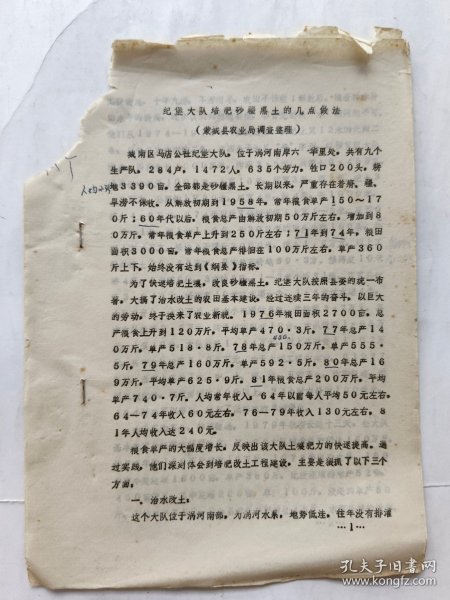 纪堡大队培肥砂礓黑土的几点做法
（蒙城县农业局调查整理）
城南区马店公社纪堡大队，位于涡河南岸六华里处，共有九个
生产队，284户，1472人，635个劳力。牲口200头，耕
地3390亩。全部都是砂礓黑土。长期以来，严重存在着瘠、僵、
旱涝不保收。从解放初期到1958年，常年粮食单产150～170
斤；60年代以后，粮食总产由解放初期50万斤左右，增加到80
万斤，常年粮食单产上升到250斤左右；71年到74年，粮
田面积3000亩，常年粮食总产徘徊在100万斤左右，单产360
斤上下，始终没有达到《纲要》指标。
为了快速培肥土壤，改良砂礓黑土，纪堡大队按照县委的统一布
署，大搞了治水改土的农田基本建设，经过连续三年的奋斗，以巨大
的劳动，终于换来了农业新貌。1976年粮田面积2700亩，总
产粮食上升到120万斤，平均单产470·3斤。77年总产140
万斤，单产518·8斤。78年总产150万斤，单产555·
5斤。79年总产160万斤，单产592·5斤。80年总产169
万斤，平均单产625·9斤。81年粮食总产200万斤，平均
单产740·7斤。人均常年收入：64年以前每人平均50元左右，
64—74年收入60元左右，76—79年收入130元左右，81
年人均收入达240元。
粮食单产的大幅度增长，反映出该大队土壤肥力的快速提高。通
过实践，他们深刻体会到培肥改土工程建设，主要是狠抓了以下三个
方面：
一、治水改土：
这个大队位于涡河南部，为涡河水系，地势低洼。往年没有排灌
…1…
孔夫子旧书网